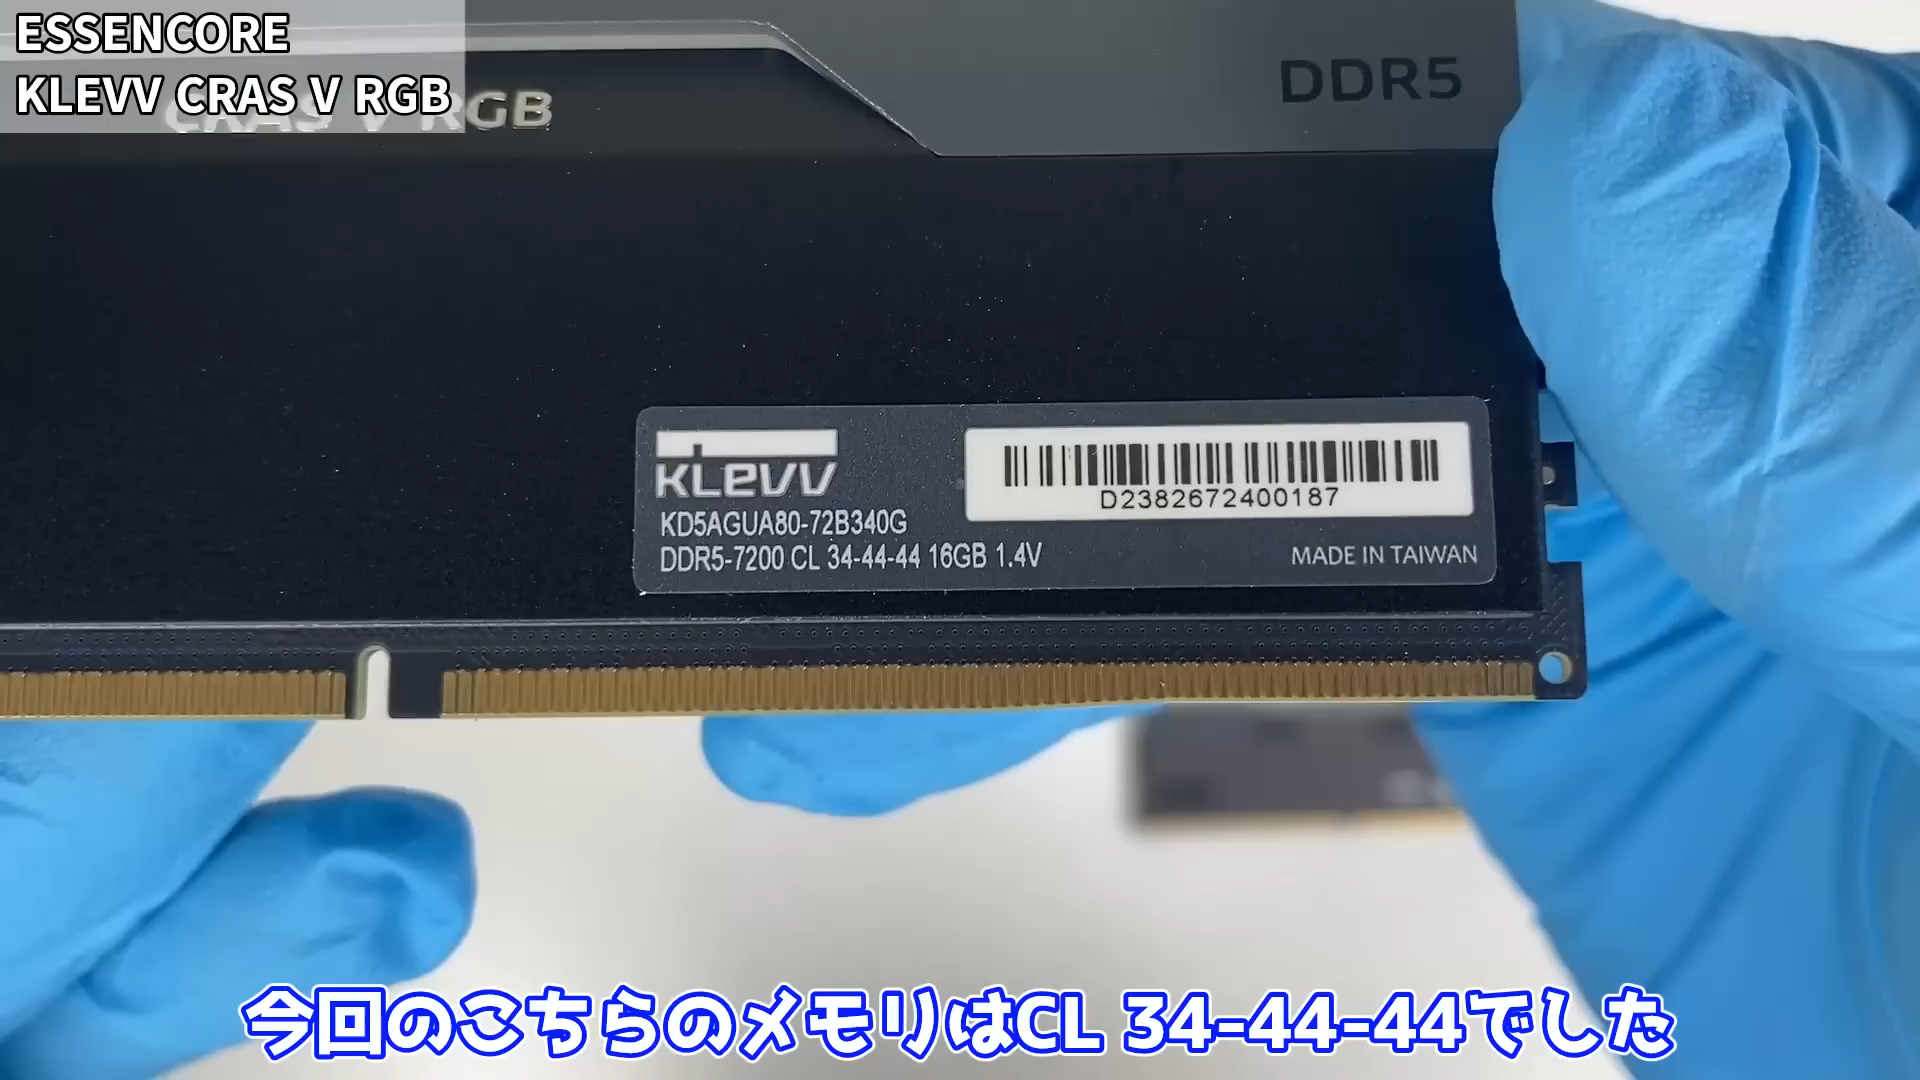 ESSENCORE
KLEVV CRAS V RGB
CRAS V RGB
DDR5
KLEVV
KD5AGUA80-72B340G
DDR5-7200 CL 34-44-44 16GB 1.4V
D2382672400187
MADE IN TAIWAN
今回のこちらのメモリはCL 34-44-44でした